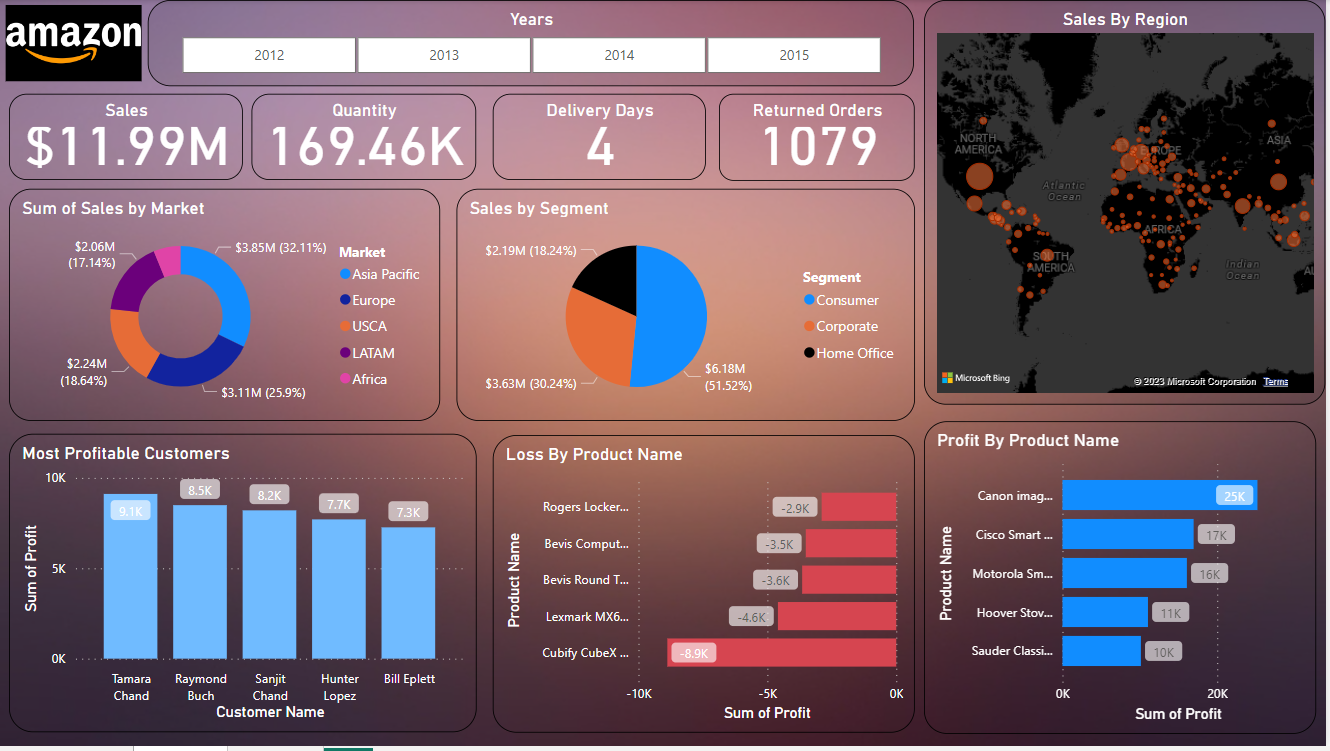 amazon
Years
2012
2013
2014
2015
Sales
$11.99M
Quantity
169.46K
Delivery Days
4
Returned Orders
1079
Sales By Region
NORTH
AMERICA
EUROPE
ASIA
Atlantic
Ocean
AFRICA
SOUTH
AMERICA
Indian
Ocean
Microsoft Bing
© 2023 Microsoft Corporation Terms
Sum of Sales by Market
$2.06M
(17.14%)
$3.85M (32.11%)
$2.24M
(18.64%)
$3.11M (25.9%)
Market
Asia Pacific
Europe
USCA
LATAM
Africa
Sales by Segment
$2.19M (18.24%)
$3.63M (30.24%)
$6.18M
(51.52%)
Segment
Consumer
Corporate
Home Office
Most Profitable Customers
Sum of Profit
10K
5K
0K
9.1K
8.5K
8.2K
7.7K
7.3K
Tamara
Chand
Raymond
Buch
Sanjit
Chand
Hunter
Lopez
Bill Eplett
Customer Name
Loss By Product Name
Product Name
Rogers Locker...
-2.9K
Bevis Comput...
-3.5K
Bevis Round T...
-3.6K
Lexmark MX6...
-4.6K
Cubify CubeX ...
-8.9K
-10K
-5K
0K
Sum of Profit
Profit By Product Name
Product Name
Canon imag...
25K
Cisco Smart ...
17K
Motorola Sm...
16K
Hoover Stov...
11K
Sauder Classi...
10K
0K
20K
Sum of Profit